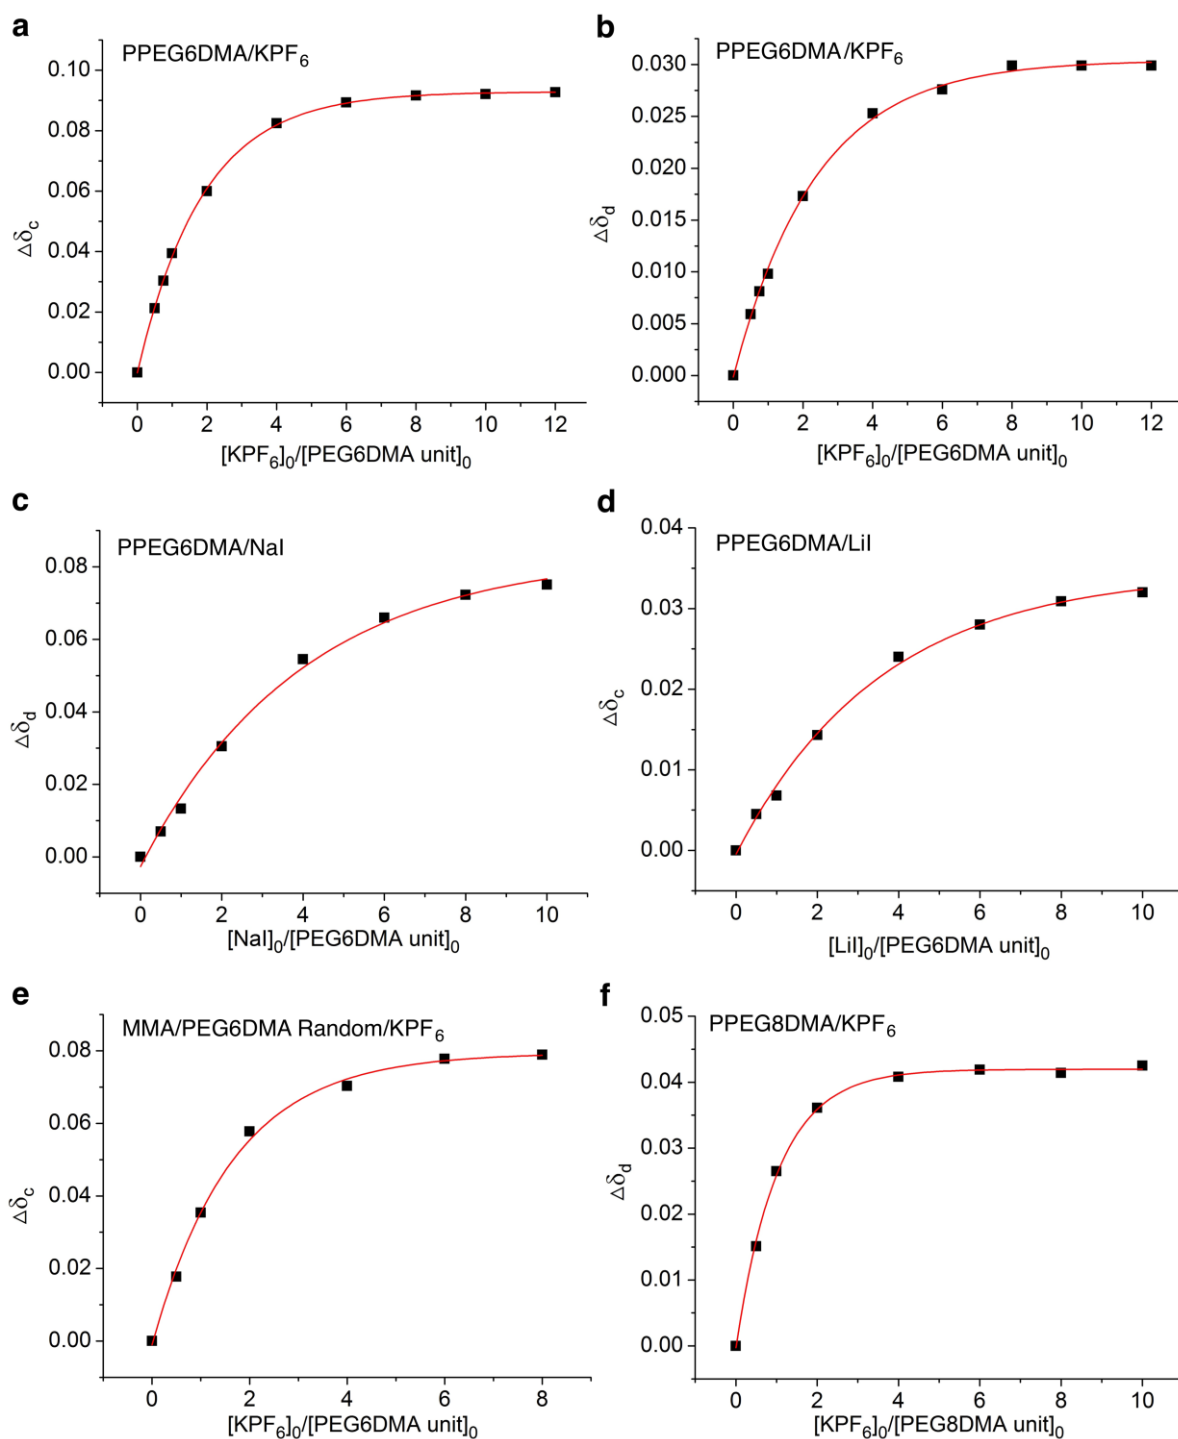 a
PPEG6DMA/KPF₆
0.10
0.08
0.06
0.04
0.02
0.00
Δδc
0 2 4 6 8 10 12
[KPF₆]₀/[PEG6DMA unit]₀
b
PPEG6DMA/KPF₆
0.030
0.025
0.020
0.015
0.010
0.005
0.000
Δδd
0 2 4 6 8 10 12
[KPF₆]₀/[PEG6DMA unit]₀
c
PPEG6DMA/NaI
0.08
0.06
0.04
0.02
0.00
Δδd
0 2 4 6 8 10
[NaI]₀/[PEG6DMA unit]₀
d
PPEG6DMA/LiI
0.04
0.03
0.02
0.01
0.00
Δδc
0 2 4 6 8 10
[LiI]₀/[PEG6DMA unit]₀
e
MMA/PEG6DMA Random/KPF₆
0.08
0.06
0.04
0.02
0.00
Δδc
0 2 4 6 8
[KPF₆]₀/[PEG6DMA unit]₀
f
PPEG8DMA/KPF₆
0.05
0.04
0.03
0.02
0.01
0.00
Δδd
0 2 4 6 8 10
[KPF₆]₀/[PEG8DMA unit]₀